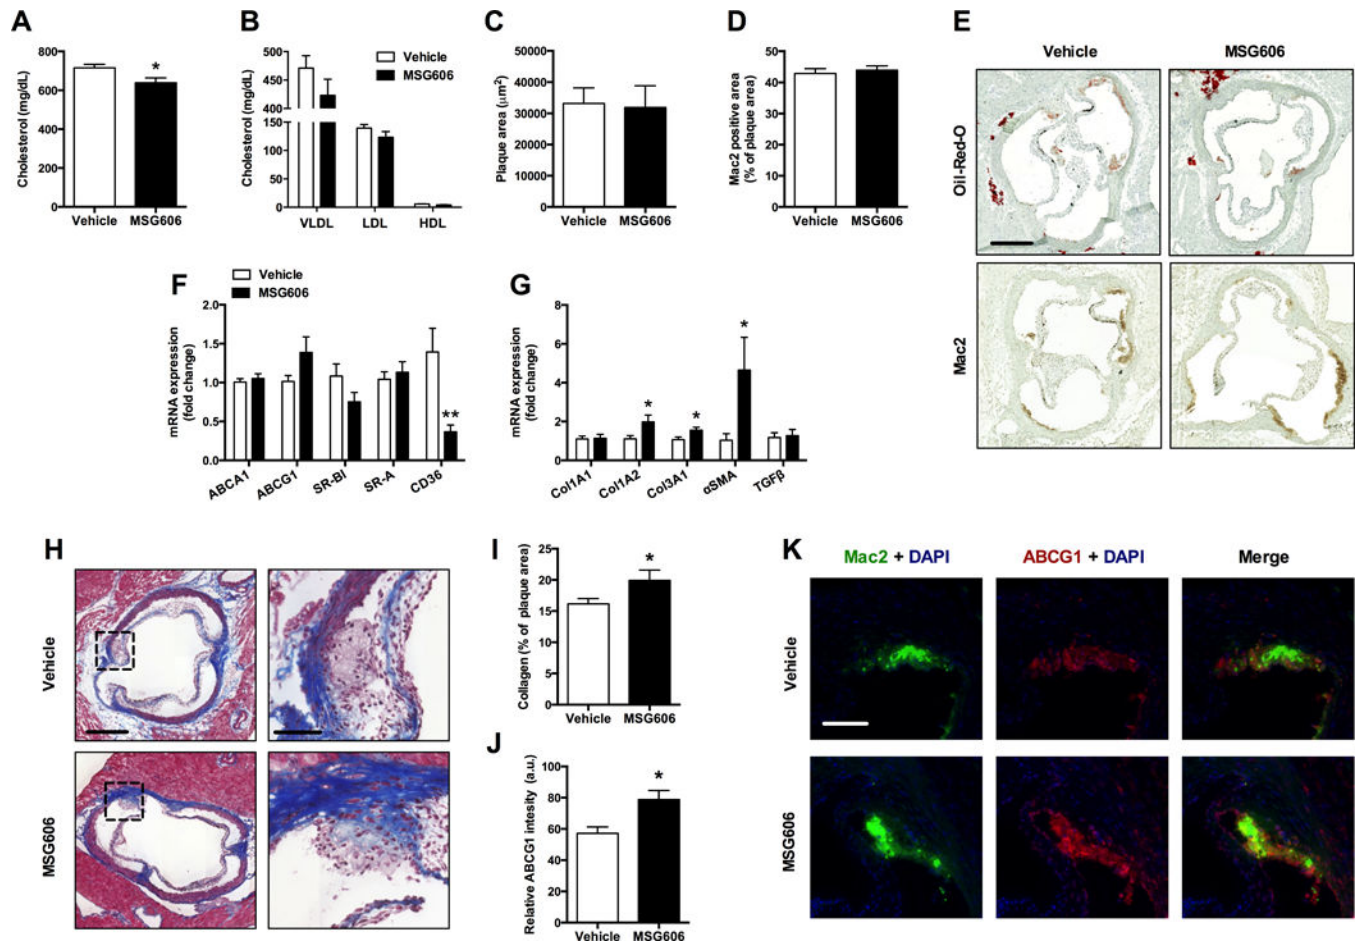 A
Cholesterol (mg/dL)
800
600
400
200
0
*
Vehicle
MSG606
B
Cholesterol (mg/dL)
500
450
400
150
100
50
0
Vehicle
MSG606
VLDL
LDL
HDL
C
Plaque area (μm²)
50000
40000
30000
20000
10000
0
Vehicle
MSG606
D
Mac2 positive area
(% of plaque area)
50
40
30
20
10
0
Vehicle
MSG606
E
Vehicle
MSG606
Oil-Red-O
Mac2
F
Vehicle
MSG606
mRNA expression
(fold change)
2.0
1.5
1.0
0.5
0.0
**
ABCA1
ABCG1
SR-BI
SR-A
CD36
G
mRNA expression
(fold change)
8
6
4
2
0
*
*
*
Col1A1
Col1A2
Col3A1
αSMA
TGFβ
H
Vehicle
MSG606
I
Collagen (% of plaque area)
25
20
15
10
5
0
*
Vehicle
MSG606
J
Relative ABCG1 intesity (a.u.)
100
80
60
40
20
0
*
Vehicle
MSG606
K
Mac2 + DAPI
ABCG1 + DAPI
Merge
Vehicle
MSG606